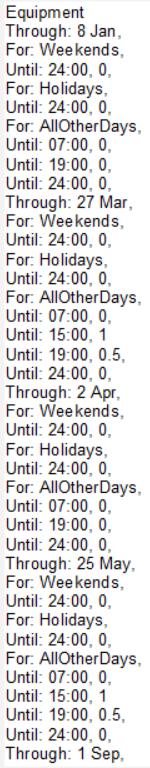 Equipment
Through: 8 Jan,
For: Weekends,
Until: 24:00, 0,
For: Holidays,
Until: 24:00, 0,
For: AllOtherDays,
Until: 07:00, 0,
Until: 19:00, 0,
Until: 24:00, 0,
Through: 27 Mar,
For: Weekends,
Until: 24:00, 0,
For: Holidays,
Until: 24:00, 0,
For: AllOtherDays,
Until: 07:00, 0,
Until: 15:00, 1
Until: 19:00, 0.5,
Until: 24:00, 0,
Through: 2 Apr,
For: Weekends,
Until: 24:00, 0,
For: Holidays,
Until: 24:00, 0,
For: AllOtherDays,
Until: 07:00, 0,
Until: 19:00, 0,
Until: 24:00, 0,
Through: 25 May,
For: Weekends,
Until: 24:00, 0,
For: Holidays,
Until: 24:00, 0,
For: AllOtherDays,
Until: 07:00, 0,
Until: 15:00, 1
Until: 19:00, 0.5,
Until: 24:00, 0,
Through: 1 Sep,